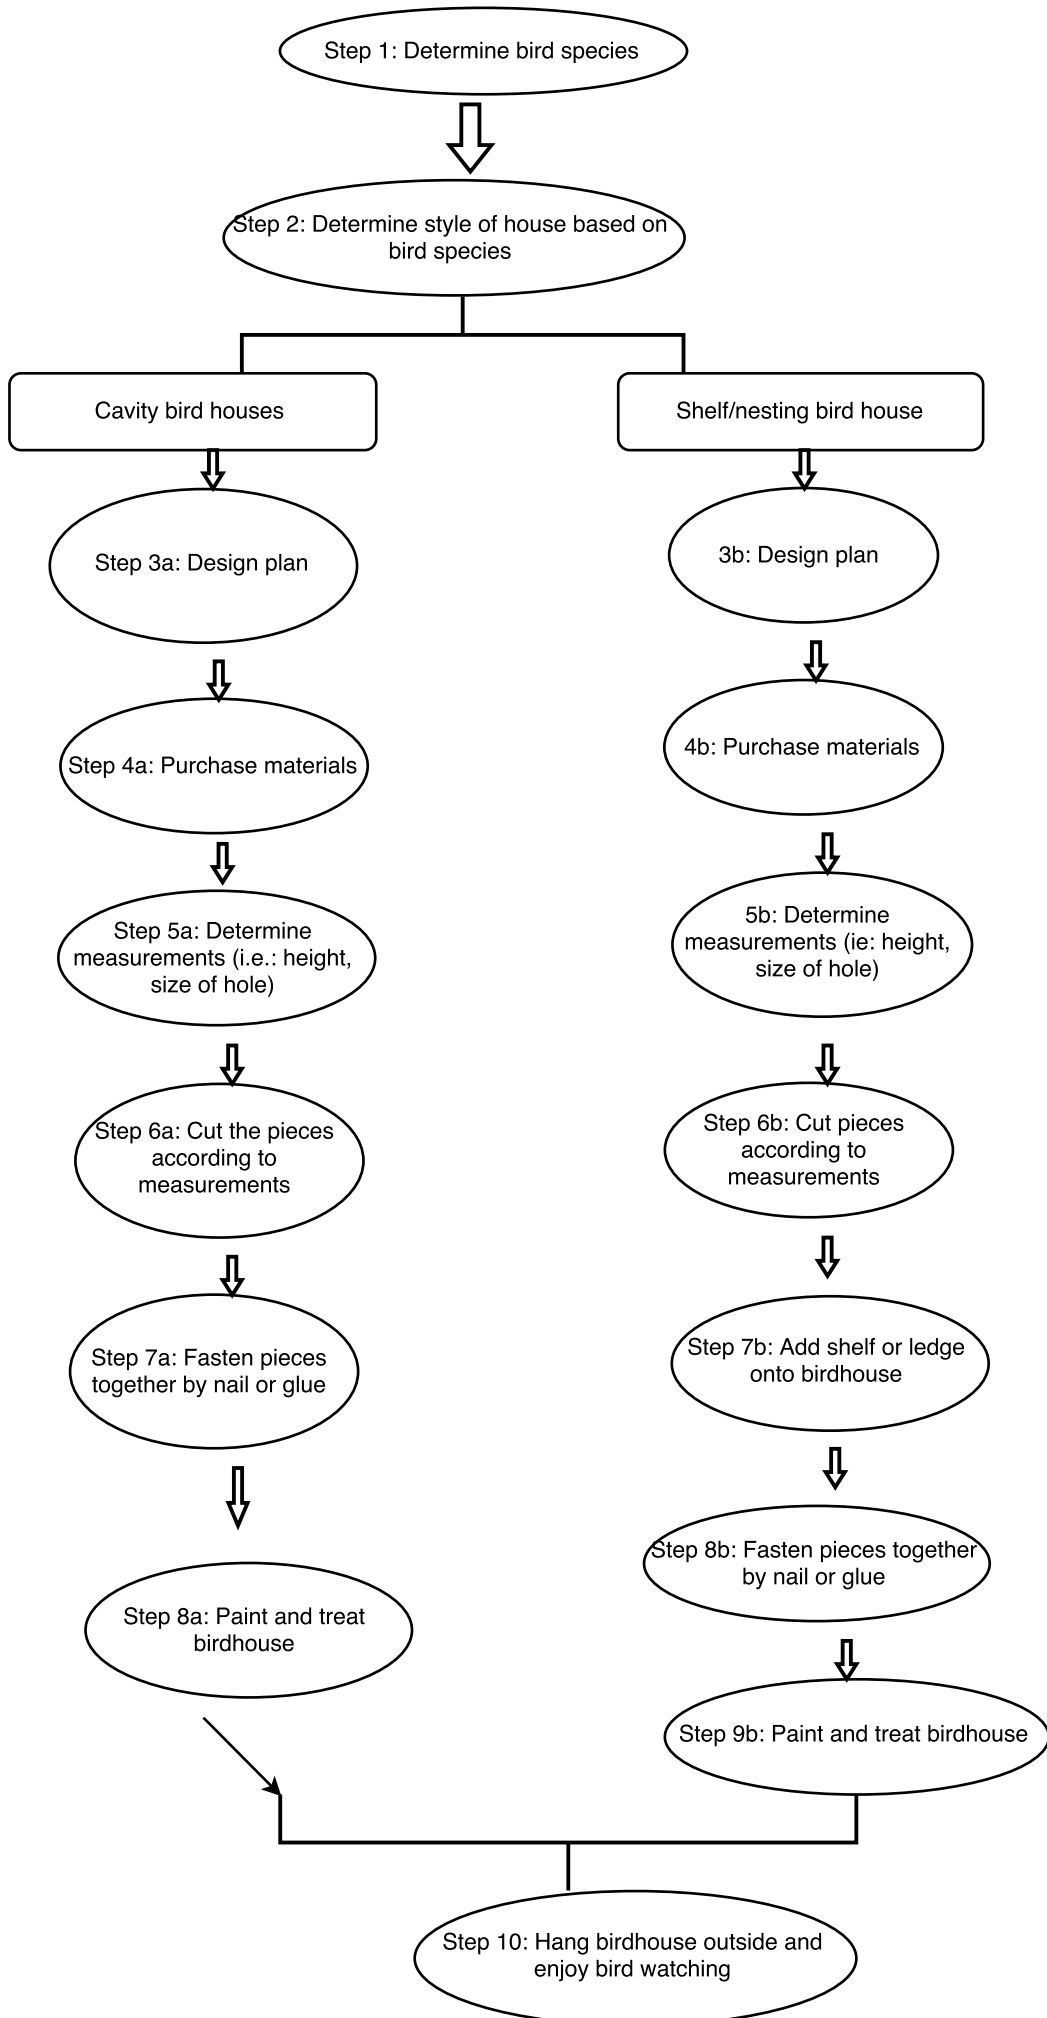 Step 1: Determine bird species
Step 2: Determine style of house based on
bird species
Cavity bird houses
Shelf/nesting bird house
Step 3a: Design plan
3b: Design plan
Step 4a: Purchase materials
4b: Purchase materials
Step 5a: Determine
measurements (i.e.: height,
size of hole)
5b: Determine
measurements (ie: height,
size of hole)
Step 6a: Cut the pieces
according to
measurements
Step 6b: Cut pieces
according to
measurements
Step 7a: Fasten pieces
together by nail or glue
Step 7b: Add shelf or ledge
onto birdhouse
Step 8b: Fasten pieces together
by nail or glue
Step 8a: Paint and treat
birdhouse
Step 9b: Paint and treat birdhouse
Step 10: Hang birdhouse outside and
enjoy bird watching